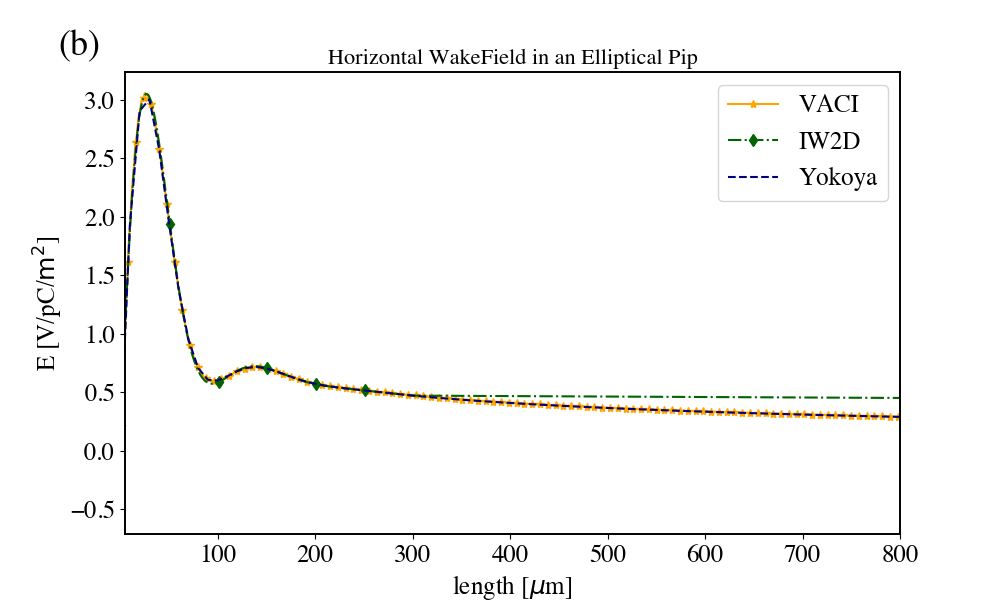 (b)
Horizontal WakeField in an Elliptical Pip
VACI
IW2D
Yokoya
E [V/pC/m²]
3.0
2.5
2.0
1.5
1.0
0.5
0.0
−0.5
100 200 300 400 500 600 700 800
length [μm]